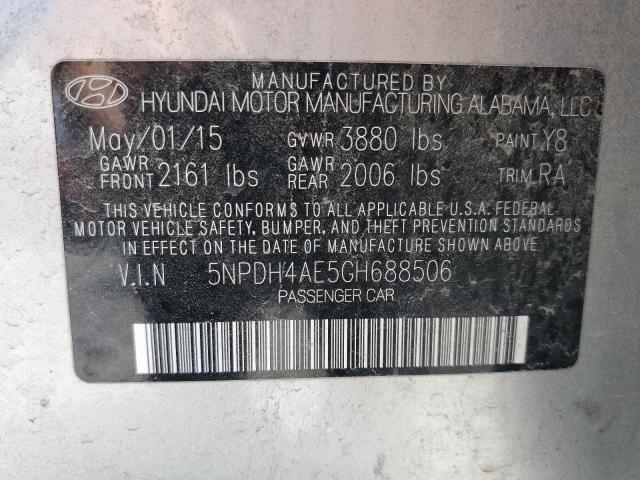 MANUFACTURED BY
HYUNDAI MOTOR MANUFACTURING ALABAMA, LLC
May/01/15 GVWR 3880 lbs PAINT Y8
GAWR FRONT 2161 lbs GAWR REAR 2006 lbs TRIM RA
THIS VEHICLE CONFORMS TO ALL APPLICABLE U.S.A. FEDERAL
MOTOR VEHICLE SAFETY, BUMPER, AND THEFT PREVENTION STANDARDS
IN EFFECT ON THE DATE OF MANUFACTURE SHOWN ABOVE.
V.I.N 5NPDH4AE5GH688506
PASSENGER CAR